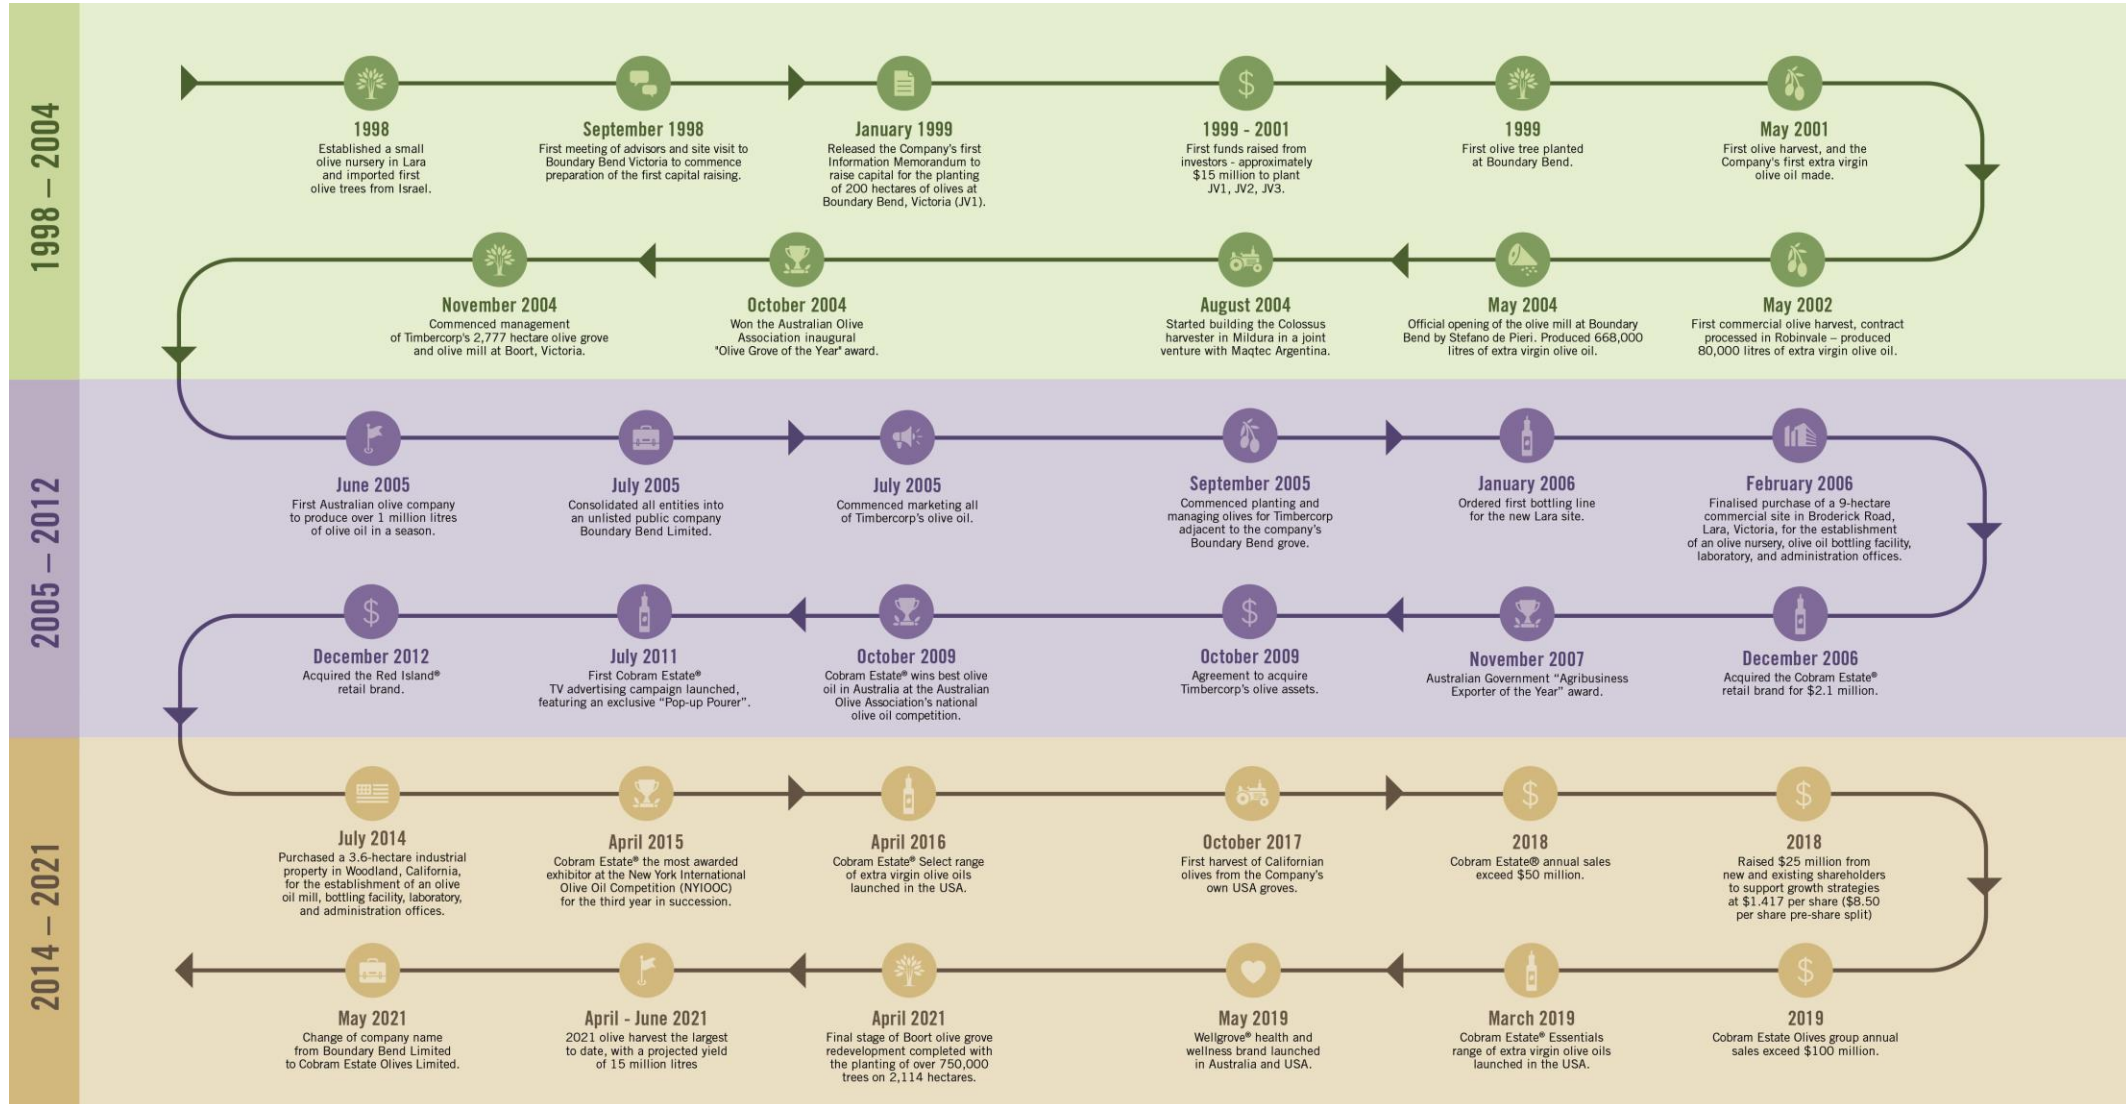 1998 – 2004
1998
Established a small
olive nursery in Lara
and imported first
olive trees from Israel.
September 1998
First meeting of advisors and site visit to
Boundary Bend Victoria to commence
preparation of the first capital raising.
January 1999
Released the Company's first
Information Memorandum to
raise capital for the planting
of 200 hectares of olives at
Boundary Bend, Victoria (JV1).
1999 - 2001
First funds raised from
investors - approximately
$15 million to plant
JV1, JV2, JV3.
1999
First olive tree planted
at Boundary Bend.
May 2001
First olive harvest, and the
Company's first extra virgin
olive oil made.
May 2002
First commercial olive harvest, contract
processed in Robinvale – produced
80,000 litres of extra virgin olive oil.
May 2004
Official opening of the olive mill at Boundary
Bend by Stefano de Pieri. Produced 668,000
litres of extra virgin olive oil.
August 2004
Started building the Colossus
harvester in Mildura in a joint
venture with Maqtec Argentina.
October 2004
Won the Australian Olive
Association inaugural
"Olive Grove of the Year" award.
November 2004
Commenced management
of Timbercorp's 2,777 hectare olive grove
and olive mill at Boort, Victoria.
2005 – 2012
June 2005
First Australian olive company
to produce over 1 million litres
of olive oil in a season.
July 2005
Consolidated all entities into
an unlisted public company
Boundary Bend Limited.
July 2005
Commenced marketing all
of Timbercorp's olive oil.
September 2005
Commenced planting and
managing olives for Timbercorp
adjacent to the company's
Boundary Bend grove.
January 2006
Ordered first bottling line
for the new Lara site.
February 2006
Finalised purchase of a 9-hectare
commercial site in Broderick Road,
Lara, Victoria, for the establishment
of an olive nursery, olive oil bottling facility,
laboratory, and administration offices.
December 2006
Acquired the Cobram Estate®
retail brand for $2.1 million.
November 2007
Australian Government “Agribusiness
Exporter of the Year” award.
October 2009
Agreement to acquire
Timbercorp's olive assets.
October 2009
Cobram Estate® wins best olive
oil in Australia at the Australian
Olive Association's national
olive oil competition.
July 2011
First Cobram Estate®
TV advertising campaign launched,
featuring an exclusive “Pop-up Pourer”.
December 2012
Acquired the Red Island®
retail brand.
2014 – 2021
July 2014
Purchased a 3.6-hectare industrial
property in Woodland, California,
for the establishment of an olive
oil mill, bottling facility, laboratory,
and administration offices.
April 2015
Cobram Estate® the most awarded
exhibitor at the New York International
Olive Oil Competition (NYIOOC)
for the third year in succession.
April 2016
Cobram Estate® Select range
of extra virgin olive oils
launched in the USA.
October 2017
First harvest of Californian
olives from the Company's
own USA groves.
2018
Cobram Estate® annual sales
exceed $50 million.
2018
Raised $25 million from
new and existing shareholders
to support growth strategies
at $1.417 per share ($8.50
per share pre-share split)
2019
Cobram Estate Olives group annual
sales exceed $100 million.
March 2019
Cobram Estate® Essentials
range of extra virgin olive oils
launched in the USA.
May 2019
Wellgrove® health and
wellness brand launched
in Australia and USA.
April 2021
Final stage of Boort olive grove
redevelopment completed with
the planting of over 750,000
trees on 2,114 hectares.
April - June 2021
2021 olive harvest the largest
to date, with a projected yield
of 15 million litres
May 2021
Change of company name
from Boundary Bend Limited
to Cobram Estate Olives Limited.